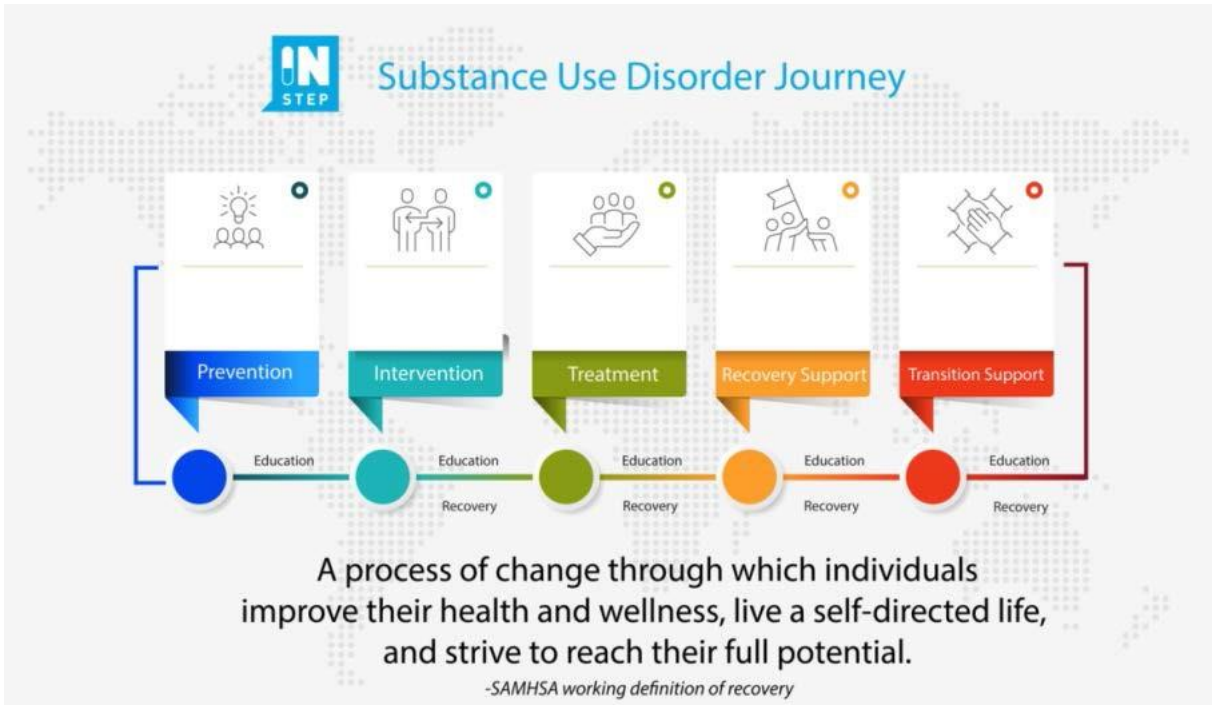 IN
STEP
Substance Use Disorder Journey
Prevention
Intervention
Treatment
Recovery Support
Transition Support
Education
Education
Education
Education
Education
Recovery
Recovery
Recovery
Recovery
A process of change through which individuals
improve their health and wellness, live a self-directed life,
and strive to reach their full potential.
-SAMHSA working definition of recovery